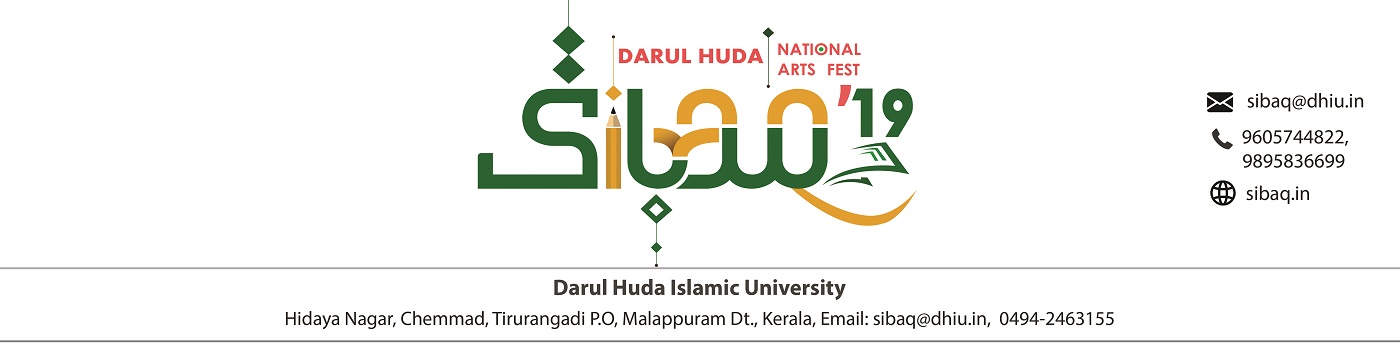 DARUL HUDA
NATIONAL
ARTS FEST
سباق
'19
sibaq@dhiu.in
9605744822,
9895836699
sibaq.in
Darul Huda Islamic University
Hidaya Nagar, Chemmad, Tirurangadi P.O, Malappuram Dt., Kerala, Email: sibaq@dhiu.in, 0494-2463155